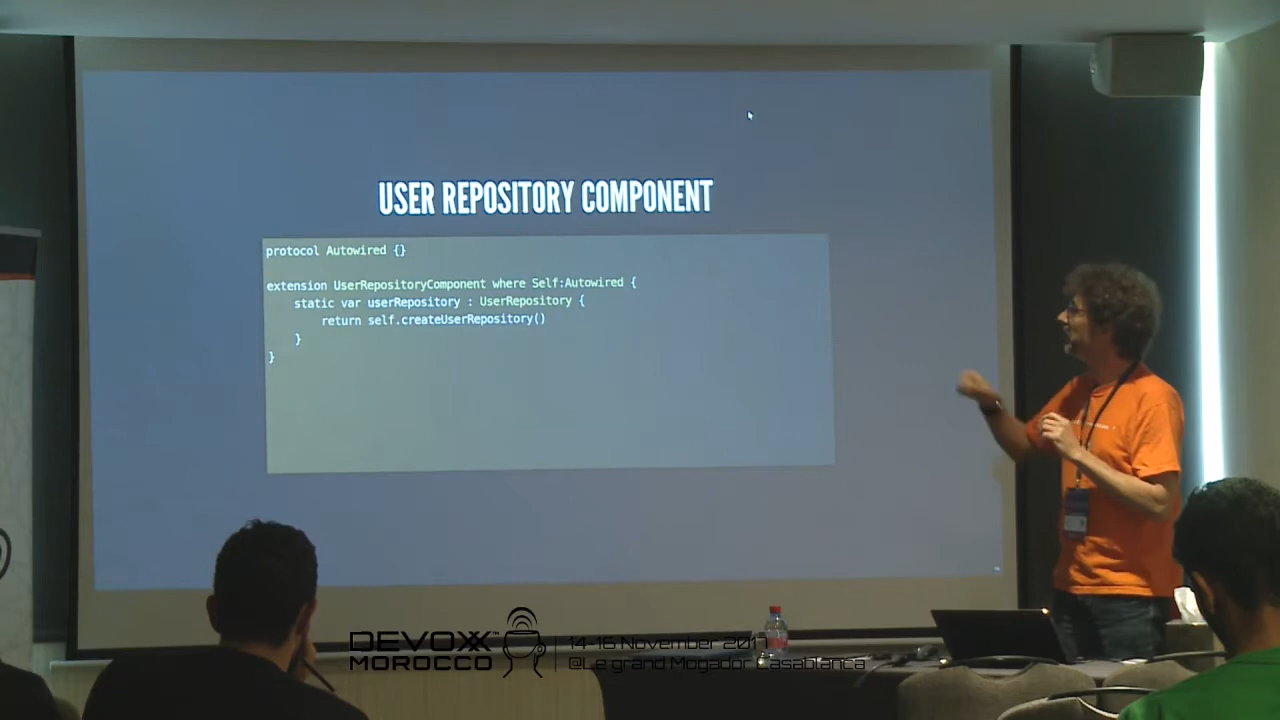 USER REPOSITORY COMPONENT
protocol Autowired {}
extension UserRepositoryComponent where Self:Autowired {
static var userRepository : UserRepository {
return self.createUserRepository()
}
}
DEVOXX™ MOROCCO
14-16 November 2017
@Le grand Mogador Casablanca